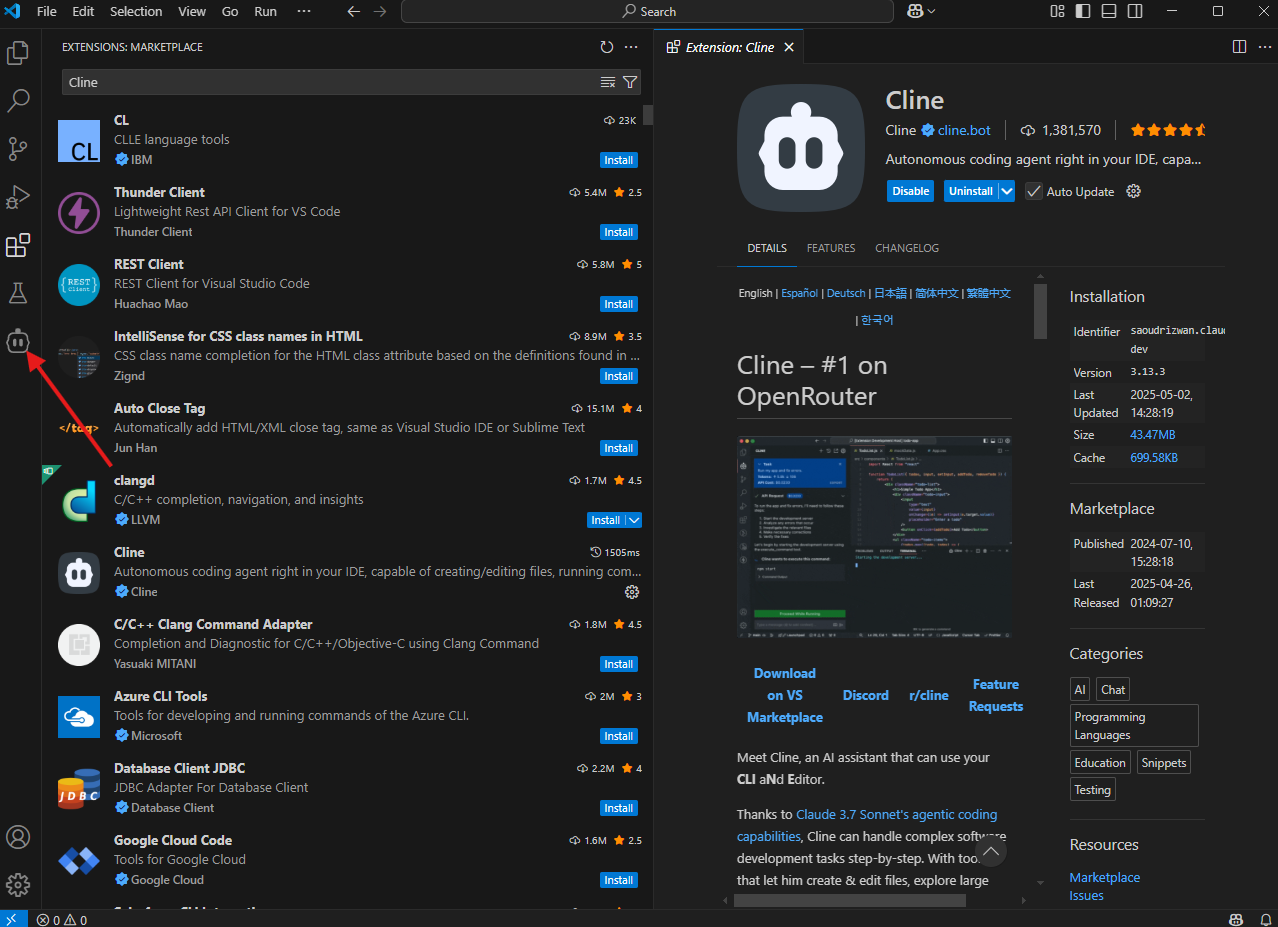 File Edit Selection View Go Run ··· Search
EXTENSIONS: MARKETPLACE
Cline
CL 23K
CLLE language tools
IBM Install
Thunder Client 5.4M 2.5
Lightweight Rest API Client for VS Code
Thunder Client Install
REST Client 5.8M 5
REST Client for Visual Studio Code
Huachao Mao Install
IntelliSense for CSS class names in HTML 8.9M 3.5
CSS class name completion for the HTML class attribute based on the definitions found in ...
Zignd Install
Auto Close Tag 15.1M 4
Automatically add HTML/XML close tag, same as Visual Studio IDE or Sublime Text
Jun Han Install
clangd 1.7M 4.5
C/C++ completion, navigation, and insights
LLVM Install
Cline 1505ms
Autonomous coding agent right in your IDE, capable of creating/editing files, running com...
Cline
C/C++ Clang Command Adapter 1.8M 4.5
Completion and Diagnostic for C/C++/Objective-C using Clang Command
Yasuaki MITANI Install
Azure CLI Tools 2M 3
Tools for developing and running commands of the Azure CLI.
Microsoft Install
Database Client JDBC 2.2M 4
JDBC Adapter For Database Client
Database Client Install
Google Cloud Code 1.6M 2.5
Tools for Google Cloud
Google Cloud Install
0 0
Extension: Cline
Cline
Cline cline.bot 1,381,570
Autonomous coding agent right in your IDE, capa...
Disable Uninstall Auto Update
DETAILS FEATURES CHANGELOG
English | Español | Deutsch | 日本語 | 简体中文 | 繁體中文
| 한국어
Cline – #1 on
OpenRouter
Download
on VS
Marketplace
Discord
r/cline
Feature
Requests
Meet Cline, an AI assistant that can use your
CLI aNd Editor.
Thanks to Claude 3.7 Sonnet's agentic coding
capabilities, Cline can handle complex software
development tasks step-by-step. With tools
that let him create & edit files, explore large
Installation
Identifier saoudrizwan.clau
dev
Version 3.13.3
Last 2025-05-02,
Updated 14:28:19
Size 43.47MB
Cache 699.58KB
Marketplace
Published 2024-07-10,
15:28:18
Last 2025-04-26,
Released 01:09:27
Categories
AI Chat
Programming
Languages
Education Snippets
Testing
Resources
Marketplace
Issues